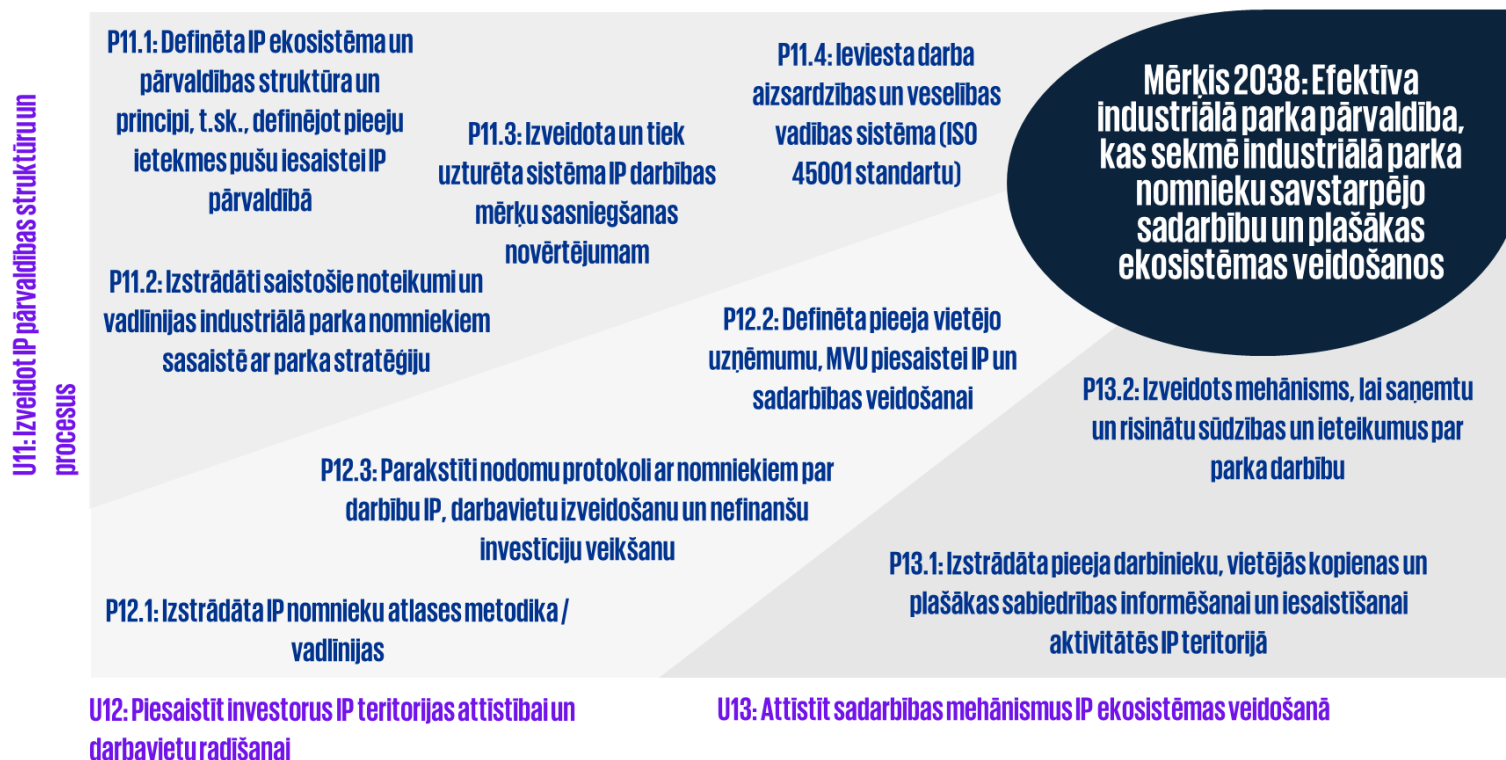 U11: Izveidot IP pārvaldības struktūru un
procesus
P11.1: Definēta IP ekosistēma un
pārvaldības struktūra un
principi, t.sk., definējot pieeju
ietekmes pušu iesaistei IP
pārvaldībā
P11.2: Izstrādāti saistošie noteikumi un
vadlīnijas industriālā parka nomniekiem
sasaistē ar parka stratēģiju
P11.3: Izveidota un tiek
uzturēta sistēma IP darbības
mērķu sasniegšanas
novērtējumam
P11.4: Ieviesta darba
aizsardzības un veselības
vadības sistēma (ISO
45001 standartu)
Mērķis 2038: Efektīva
industriālā parka pārvaldība,
kas sekmē industriālā parka
nomnieku savstarpējo
sadarbību un plašākas
ekosistēmas veidošanos
P12.2: Definēta pieeja vietējo
uzņēmumu, MVU piesaistei IP un
sadarbības veidošanai
P12.3: Parakstīti nodomu protokoli ar nomniekiem par
darbību IP, darbavietu izveidošanu un nefinanšu
investīciju veikšanu
P12.1: Izstrādāta IP nomnieku atlases metodika /
vadlīnijas
P13.2: Izveidots mehānisms, lai saņemtu
un risinātu sūdzības un ieteikumus par
parka darbību
P13.1: Izstrādāta pieeja darbinieku, vietējās kopienas un
plašākas sabiedrības informēšanai un iesaistīšanai
aktivitātēs IP teritorijā
U12: Piesaistīt investorus IP teritorijas attīstībai un
darbavietu radīšanai
U13: Attīstīt sadarbības mehānismus IP ekosistēmas veidošanā